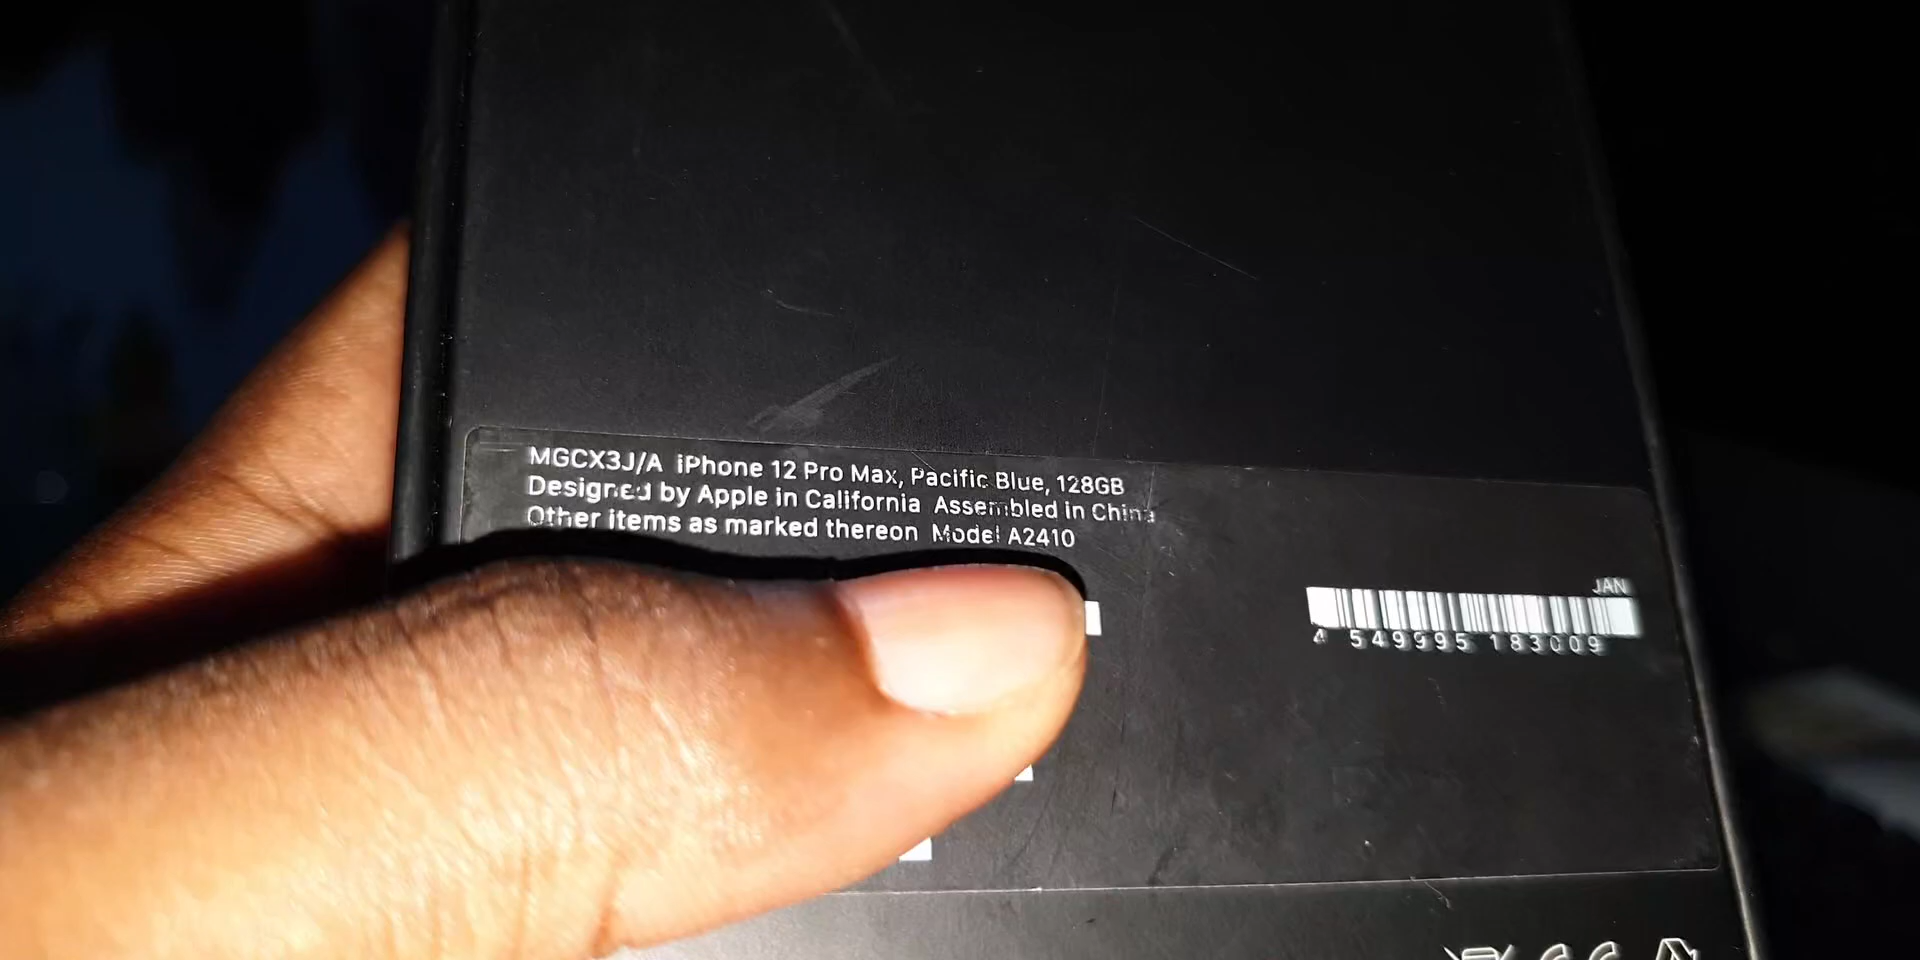 MGCX3J/A iPhone 12 Pro Max, Pacific Blue, 128GB
Designed by Apple in California Assembled in China
Other items as marked thereon Model A2410
JAN
4 549995 183009